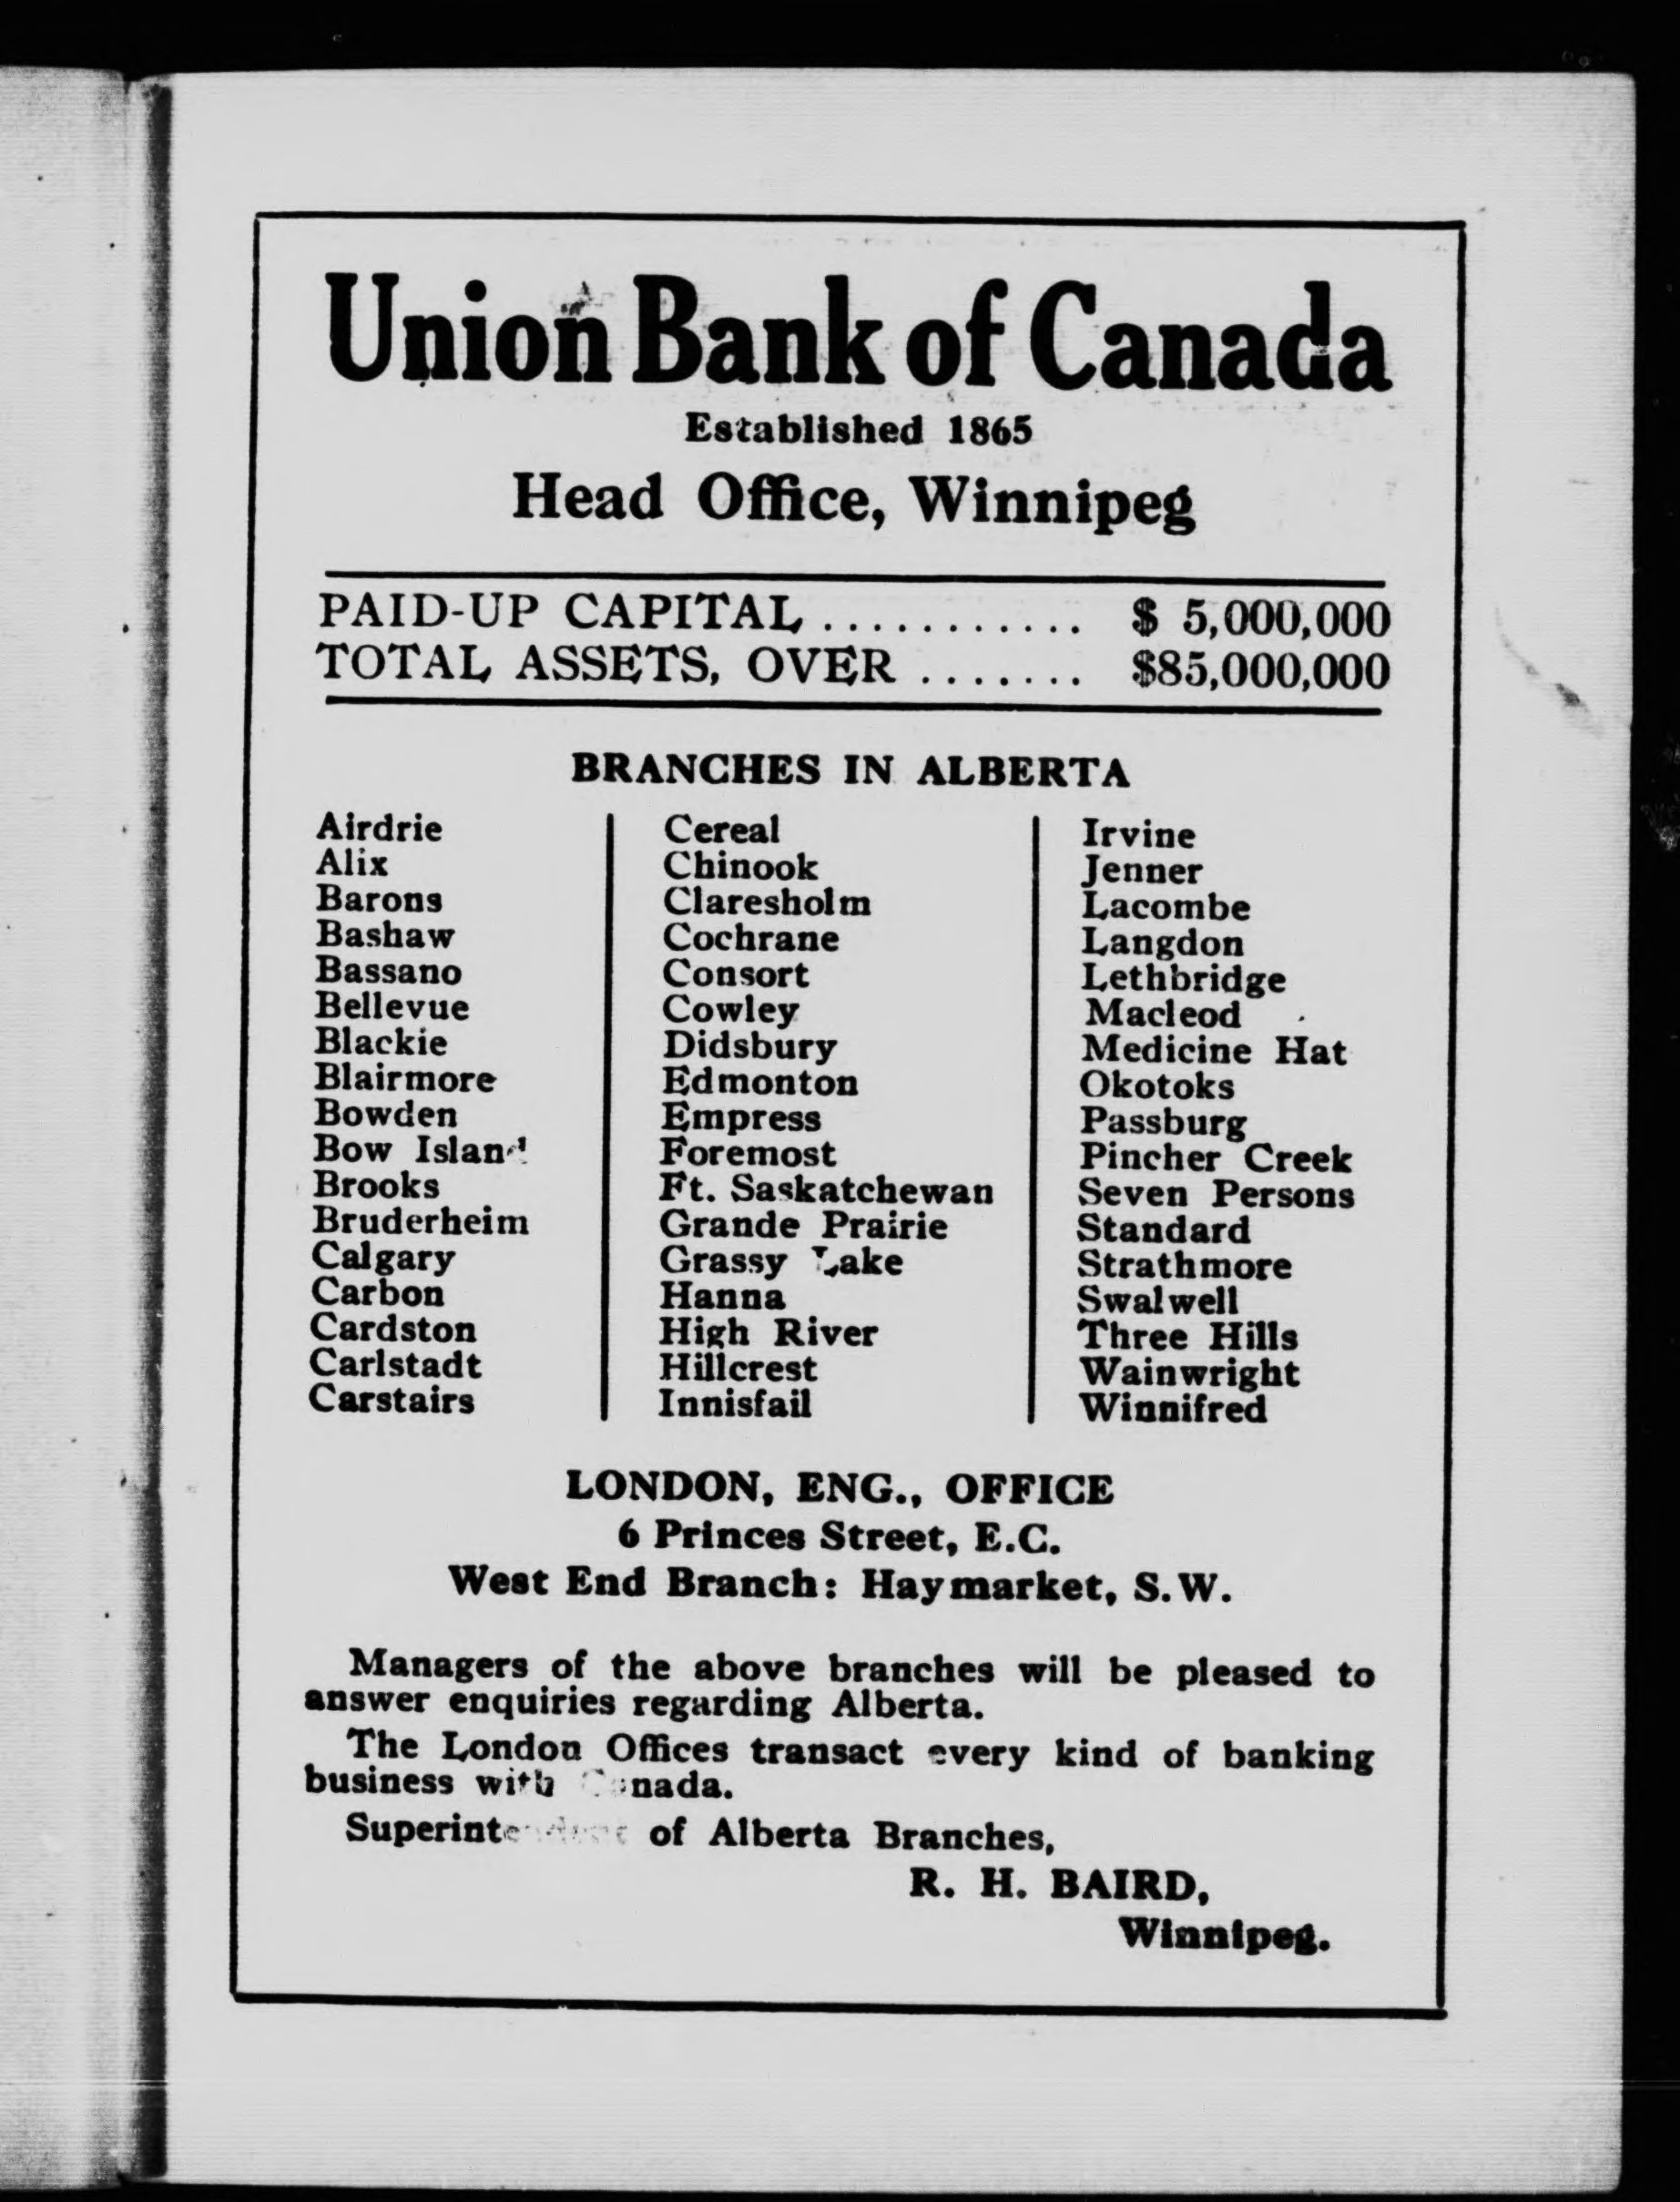 Union Bank of Canada
Established 1865
Head Office, Winnipeg
PAID-UP CAPITAL ........... $ 5,000,000
TOTAL ASSETS, OVER ....... $85,000,000
BRANCHES IN ALBERTA
Airdrie
Alix
Barons
Bashaw
Bassano
Bellevue
Blackie
Blairmore
Bowden
Bow Island
Brooks
Bruderheim
Calgary
Carbon
Cardston
Carlstadt
Carstairs
Cereal
Chinook
Claresholm
Cochrane
Consort
Cowley
Didsbury
Edmonton
Empress
Foremost
Ft. Saskatchewan
Grande Prairie
Grassy Lake
Hanna
High River
Hillcrest
Innisfail
Irvine
Jenner
Lacombe
Langdon
Lethbridge
Macleod
Medicine Hat
Okotoks
Passburg
Pincher Creek
Seven Persons
Standard
Strathmore
Swalwell
Three Hills
Wainwright
Winnifred
LONDON, ENG., OFFICE
6 Princes Street, E.C.
West End Branch: Haymarket, S.W.
Managers of the above branches will be pleased to
answer enquiries regarding Alberta.
The London Offices transact every kind of banking
business with Canada.
Superintendent of Alberta Branches,
R. H. BAIRD,
Winnipeg.